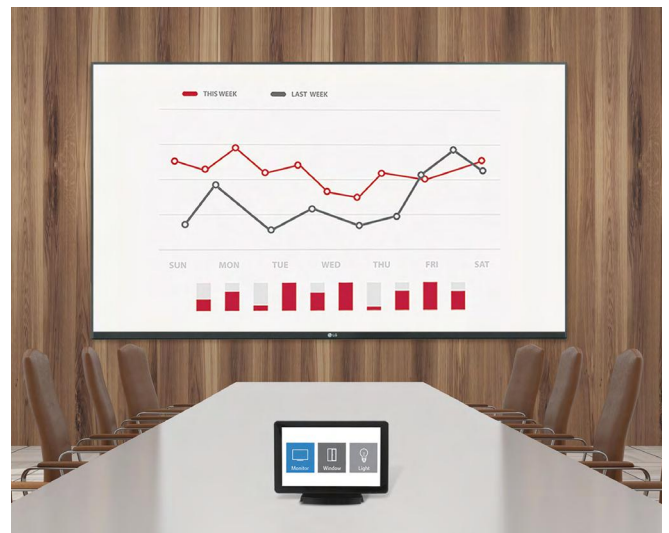 THIS WEEK LAST WEEK
SUN MON TUE WED THU FRI SAT
LG
Monitor Window Light